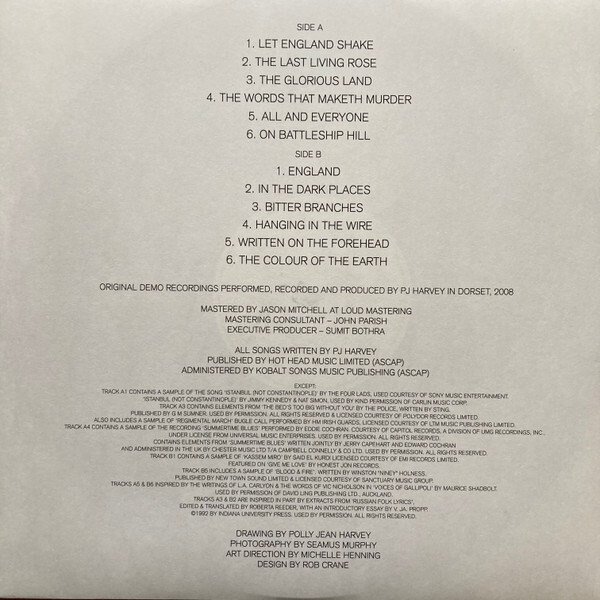 SIDE A
1. LET ENGLAND SHAKE
2. THE LAST LIVING ROSE
3. THE GLORIOUS LAND
4. THE WORDS THAT MAKETH MURDER
5. ALL AND EVERYONE
6. ON BATTLESHIP HILL
SIDE B
1. ENGLAND
2. IN THE DARK PLACES
3. BITTER BRANCHES
4. HANGING IN THE WIRE
5. WRITTEN ON THE FOREHEAD
6. THE COLOUR OF THE EARTH
ORIGINAL DEMO RECORDINGS PERFORMED, RECORDED AND PRODUCED BY PJ HARVEY IN DORSET, 2008
MASTERED BY JASON MITCHELL AT LOUD MASTERING
MASTERING CONSULTANT – JOHN PARISH
EXECUTIVE PRODUCER – SUMIT BOTHRA
ALL SONGS WRITTEN BY PJ HARVEY
PUBLISHED BY HOT HEAD MUSIC LIMITED (ASCAP)
ADMINISTERED BY KOBALT SONGS MUSIC PUBLISHING (ASCAP)
EXCEPT:
TRACK A1 CONTAINS A SAMPLE OF THE SONG 'ISTANBUL (NOT CONSTANTINOPLE)' BY THE FOUR LADS, USED COURTESY OF SONY MUSIC ENTERTAINMENT.
'ISTANBUL (NOT CONSTANTINOPLE)' BY JIMMY KENNEDY & NAT SIMON, USED BY KIND PERMISSION OF CARLIN MUSIC CORP.
TRACK A3 CONTAINS ELEMENTS FROM 'THE BED'S TOO BIG WITHOUT YOU' BY THE POLICE, WRITTEN BY STING.
PUBLISHED BY G M SUMNER. USED BY PERMISSION. ALL RIGHTS RESERVED & LICENSED COURTESY OF POLYDOR RECORDS LIMITED.
ALSO INCLUDES A SAMPLE OF 'REGIMENTAL MARCH' BUGLE CALL PERFORMED BY HM IRISH GUARDS, LICENSED COURTESY OF LTM MUSIC PUBLISHING LIMITED.
TRACK A4 CONTAINS A SAMPLE OF THE RECORDING 'SUMMERTIME BLUES' PERFORMED BY EDDIE COCHRAN. COURTESY OF CAPITOL RECORDS, A DIVISION OF UMG RECORDINGS, INC.,
UNDER LICENSE FROM UNIVERSAL MUSIC ENTERPRISES. USED BY PERMISSION. ALL RIGHTS RESERVED.
CONTAINS ELEMENTS FROM 'SUMMERTIME BLUES' WRITTEN JOINTLY BY JERRY CAPEHART AND EDWARD COCHRAN
AND ADMINISTERED IN THE UK BY CHESTER MUSIC LTD T/A CAMPBELL CONNELLY & CO LTD. USED BY PERMISSION. ALL RIGHTS RESERVED.
TRACK B1 CONTAINS A SAMPLE OF 'KASSEM MIRO' BY SAID EL KURDI LICENSED COURTESY OF EMI RECORDS LIMITED.
FEATURED ON 'GIVE ME LOVE' BY HONEST JON RECORDS.
TRACK B5 INCLUDES A SAMPLE OF 'BLOOD & FIRE'. WRITTEN BY WINSTON "NINEY" HOLNESS.
PUBLISHED BY NEW TOWN SOUND LIMITED & LICENSED COURTESY OF SANCTUARY MUSIC GROUP.
TRACKS A5 & B6 INSPIRED BY THE WRITINGS OF L.A. CARLYON & THE WORDS OF VIC NICHOLSON IN 'VOICES OF GALLIPOLI' BY MAURICE SHADBOLT.
USED BY PERMISSION OF DAVID LING PUBLISHING LTD., AUCKLAND.
TRACKS A3 & B2 ARE INSPIRED IN PART BY EXTRACTS FROM 'RUSSIAN FOLK LYRICS',
EDITED & TRANSLATED BY ROBERTA REEDER, WITH AN INTRODUCTORY ESSAY BY V. JA. PROPP.
©1992 BY INDIANA UNIVERSITY PRESS. USED BY PERMISSION. ALL RIGHTS RESERVED.
DRAWING BY POLLY JEAN HARVEY
PHOTOGRAPHY BY SEAMUS MURPHY
ART DIRECTION BY MICHELLE HENNING
DESIGN BY ROB CRANE